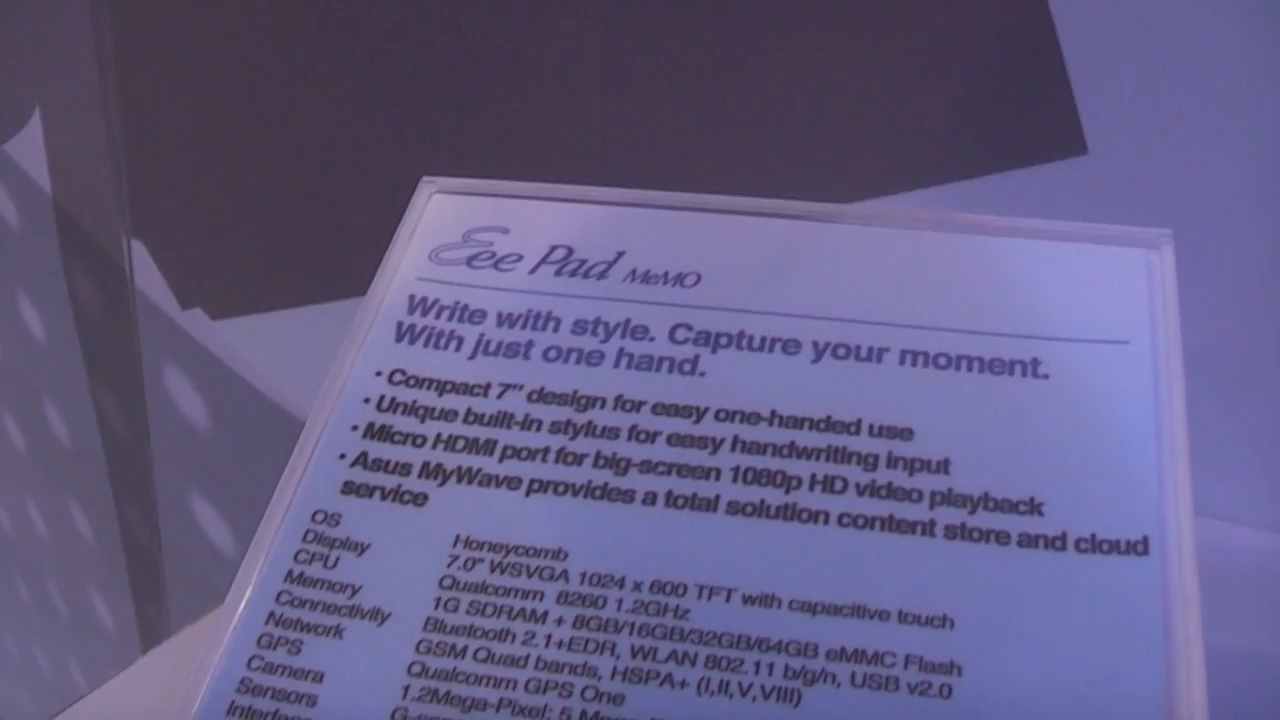 Eee Pad MeMO
Write with style. Capture your moment.
With just one hand.
• Compact 7" design for easy one-handed use
• Unique built-in stylus for easy handwriting input
• Micro HDMI port for big-screen 1080p HD video playback
• Asus MyWave provides a total solution content store and cloud
service
OS Honeycomb
Display 7.0" WSVGA 1024 x 600 TFT with capacitive touch
CPU Qualcomm 8260 1.2GHz
Memory 1G SDRAM + 8GB/16GB/32GB/64GB eMMC Flash
Connectivity Bluetooth 2.1+EDR, WLAN 802.11 b/g/n, USB v2.0
Network GSM Quad bands, HSPA+ (I,II,V,VIII)
GPS Qualcomm GPS One
Camera 1.2Mega-Pixel; 5
Sensors